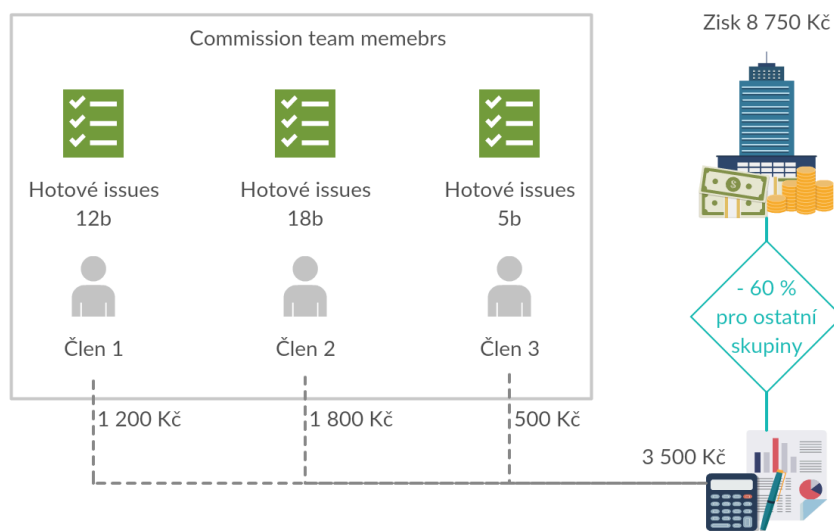 Commission team memebrs
Zisk 8 750 Kč
Hotové issues
12b
Hotové issues
18b
Hotové issues
5b
Člen 1
Člen 2
Člen 3
- 60 %
pro ostatní
skupiny
1 200 Kč
1 800 Kč
500 Kč
3 500 Kč